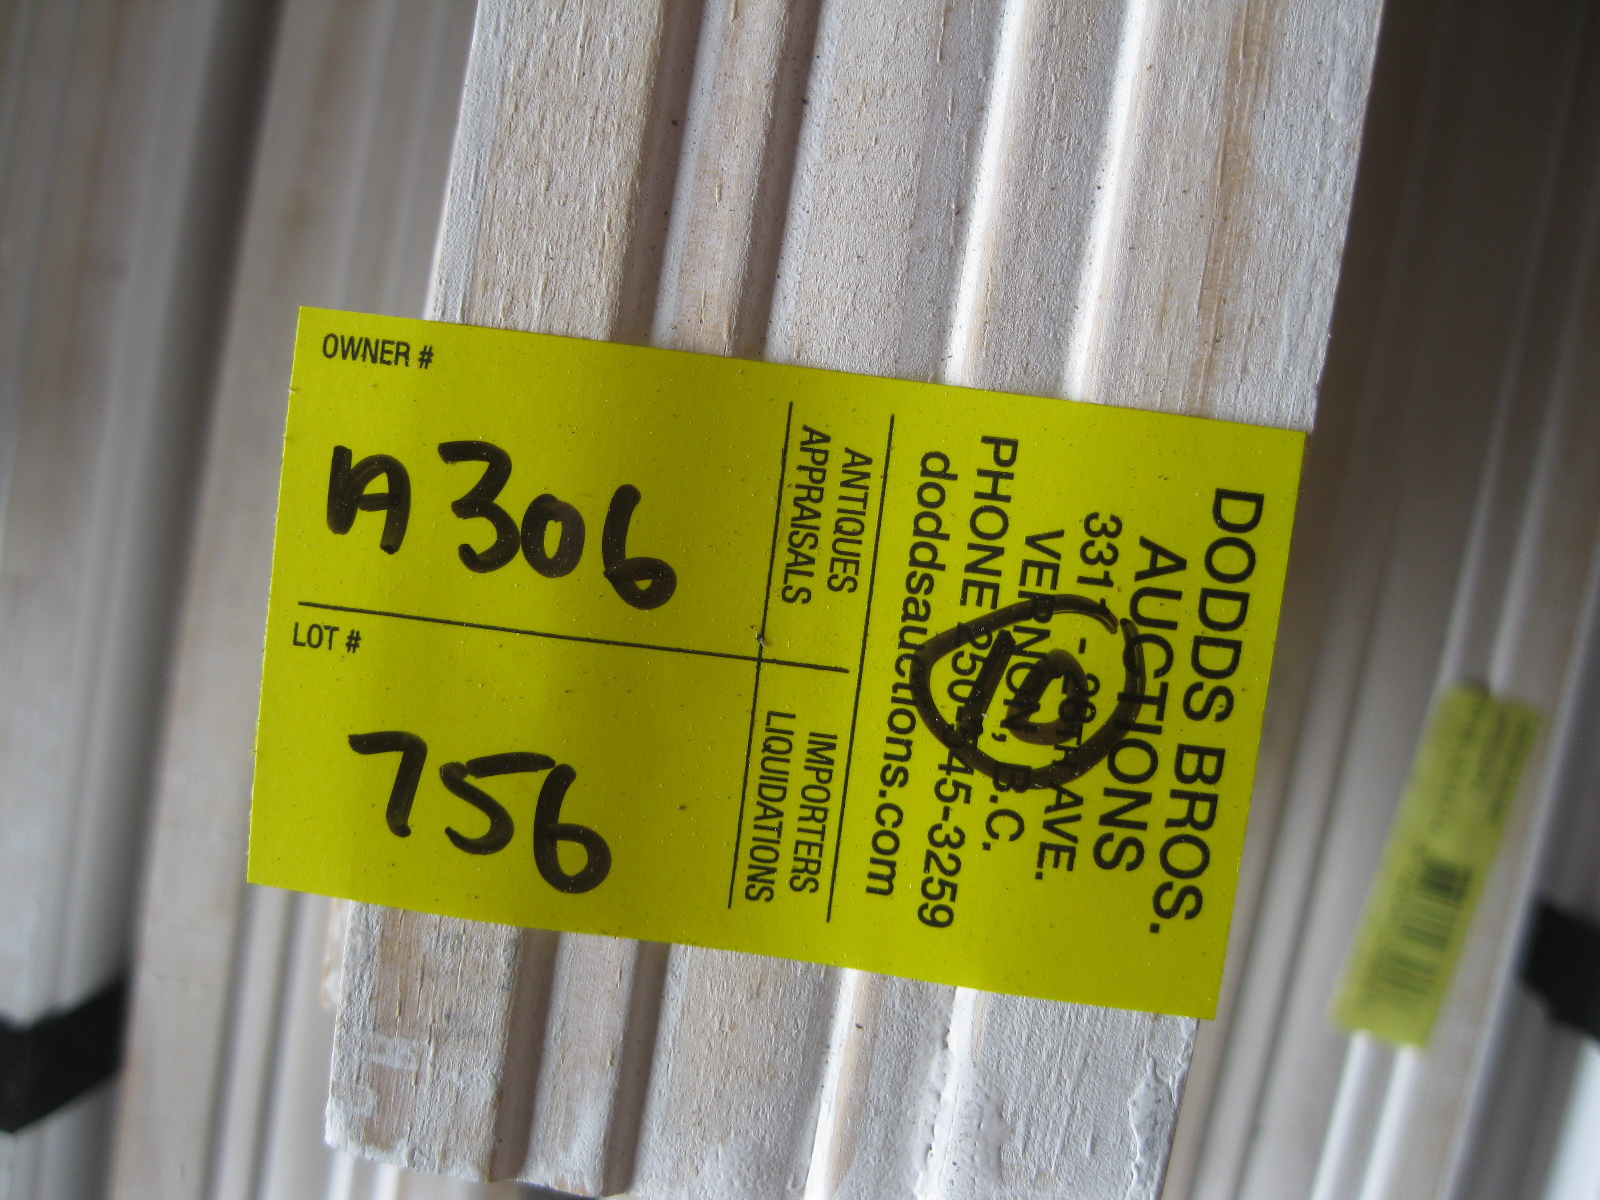 OWNER #
A306
LOT #
756
ANTIQUES
APPRAISALS
IMPORTERS
LIQUIDATIONS
DODDS BROS.
AUCTIONS
3311 - 28TH AVE.
VERNON, B.C.
PHONE 250-545-3259
doddsauctions.com
15